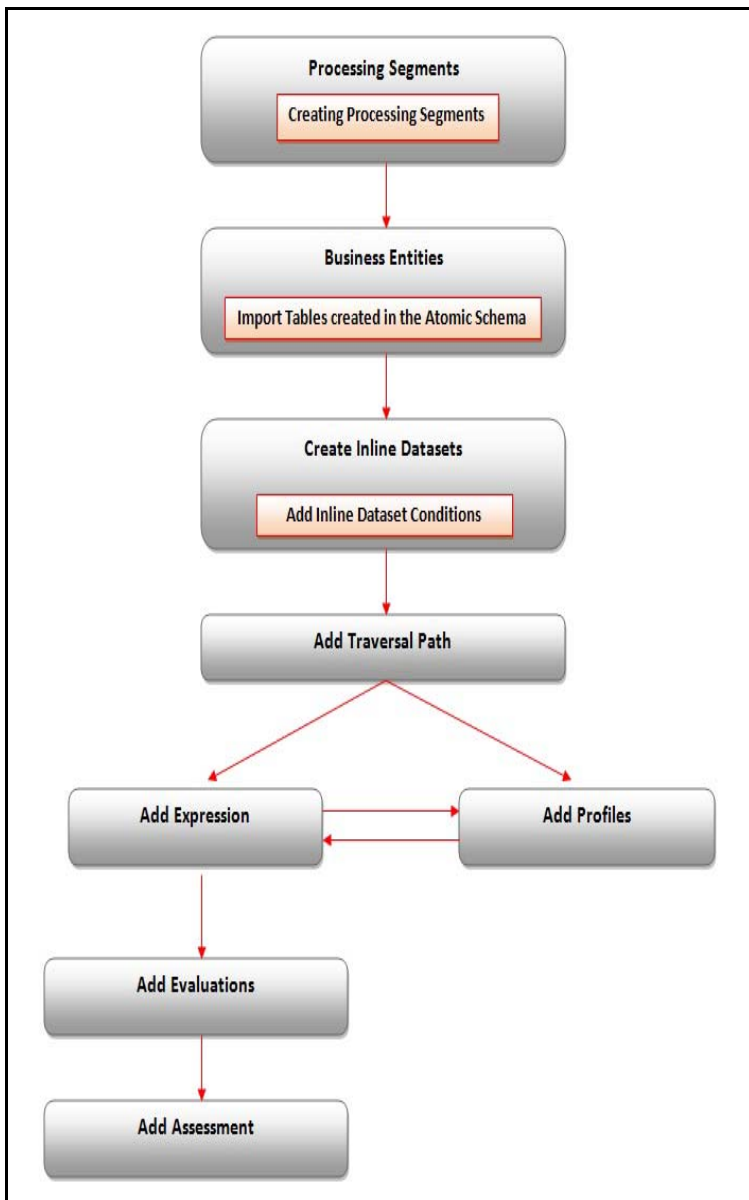 Processing Segments
Creating Processing Segments
Business Entities
Import Tables created in the Atomic Schema
Create Inline Datasets
Add Inline Dataset Conditions
Add Traversal Path
Add Expression
Add Profiles
Add Evaluations
Add Assessment